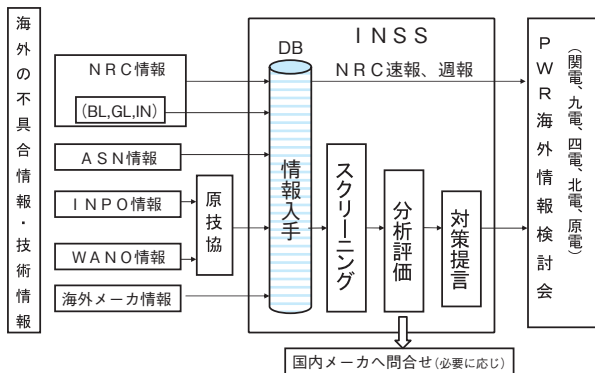 海外の不具合情報・技術情報
NRC情報
(BL,GL,IN)
ASN情報
INPO情報
WANO情報
海外メーカ情報
原技協
INSS
DB
情報入手
NRC速報、週報
スクリーニング
分析評価
対策提言
国内メーカへ問合せ(必要に応じ)
PWR海外情報検討会
(関電、九電、四電、北電、原電)